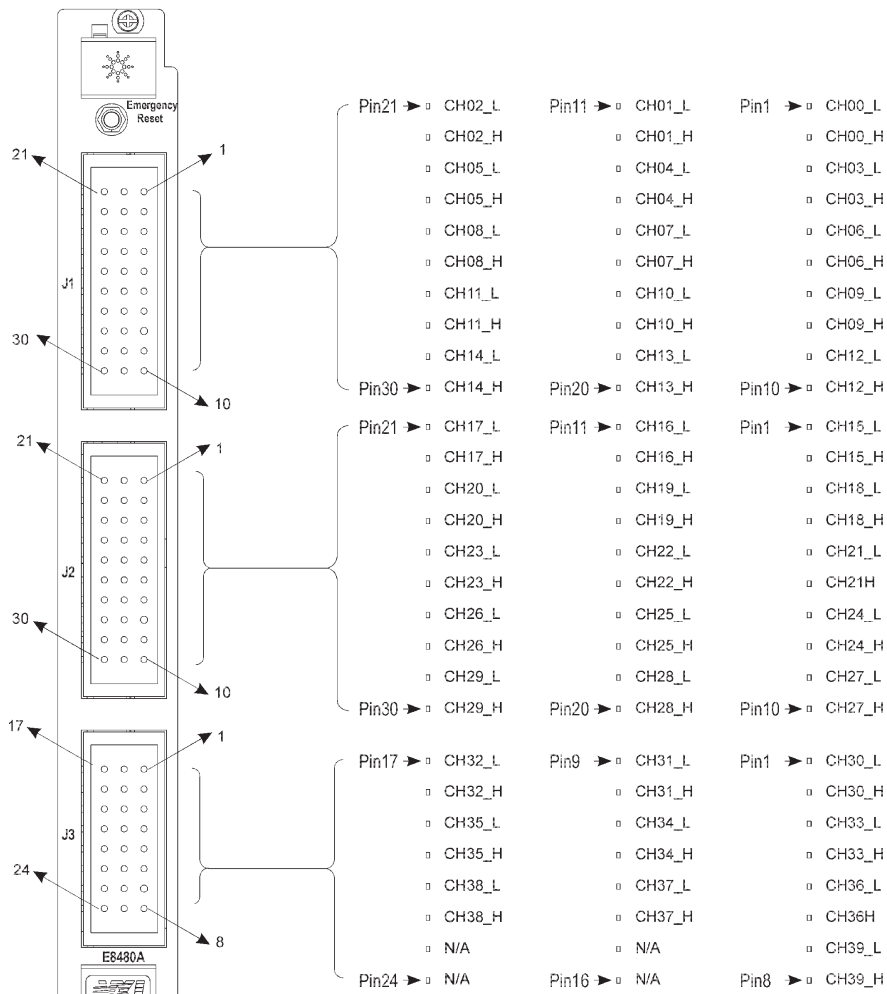 Emergency
Reset
21
1
J1
30
10
21
1
J2
30
10
17
1
J3
24
8
E8480A
Pin21 CH02_L Pin11 CH01_L Pin1 CH00_L
CH02_H CH01_H CH00_H
CH05_L CH04_L CH03_L
CH05_H CH04_H CH03_H
CH08_L CH07_L CH06_L
CH08_H CH07_H CH06_H
CH11_L CH10_L CH09_L
CH11_H CH10_H CH09_H
CH14_L CH13_L CH12_L
Pin30 CH14_H Pin20 CH13_H Pin10 CH12_H
Pin21 CH17_L Pin11 CH16_L Pin1 CH15_L
CH17_H CH16_H CH15_H
CH20_L CH19_L CH18_L
CH20_H CH19_H CH18_H
CH23_L CH22_L CH21_L
CH23_H CH22_H CH21H
CH26_L CH25_L CH24_L
CH26_H CH25_H CH24_H
CH29_L CH28_L CH27_L
Pin30 CH29_H Pin20 CH28_H Pin10 CH27_H
Pin17 CH32_L Pin9 CH31_L Pin1 CH30_L
CH32_H CH31_H CH30_H
CH35_L CH34_L CH33_L
CH35_H CH34_H CH33_H
CH38_L CH37_L CH36_L
CH38_H CH37_H CH36H
N/A N/A CH39_L
Pin24 N/A Pin16 N/A Pin8 CH39_H